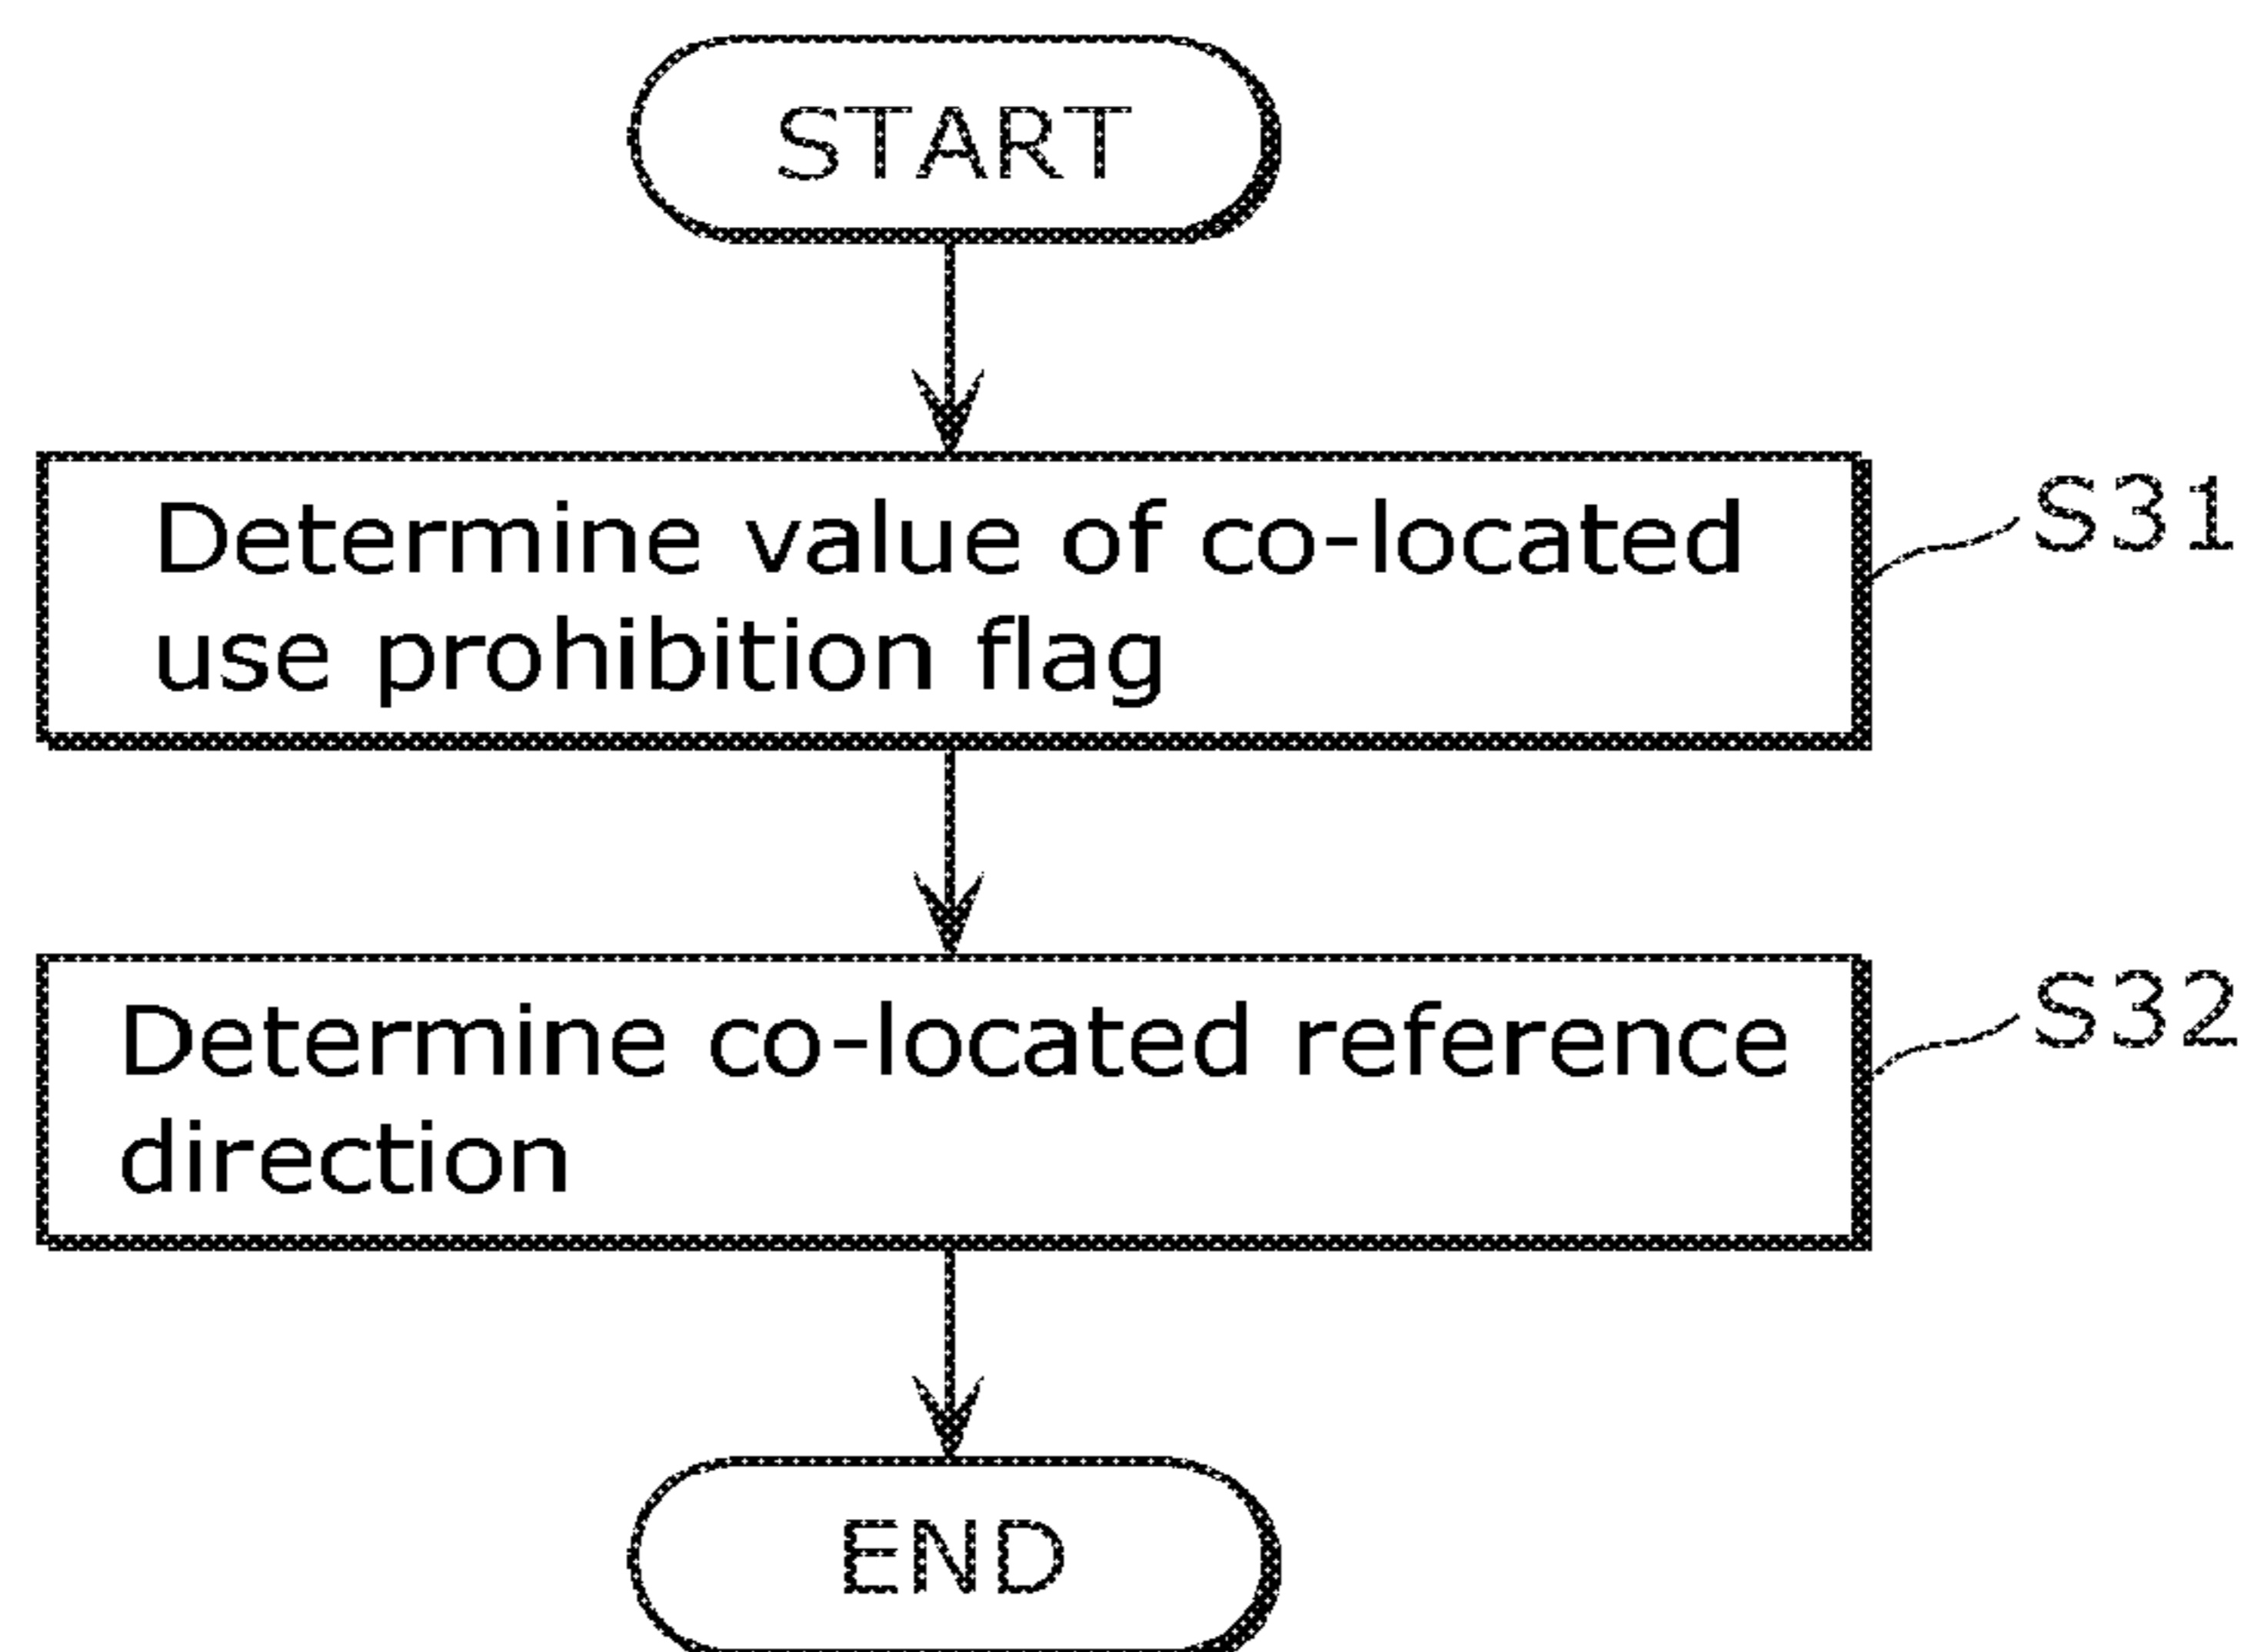 START
Determine value of co-located
use prohibition flag
S31
Determine co-located reference
direction
S32
END